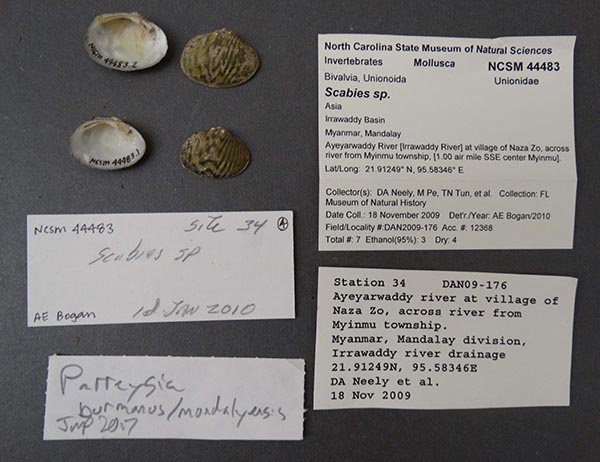 NCSM 44483.2
NCSM 44483.1
North Carolina State Museum of Natural Sciences
Invertebrates Mollusca NCSM 44483
Bivalvia, Unionoida Unionidae
Scabies sp.
Asia
Irrawaddy Basin
Myanmar, Mandalay
Ayeyarwaddy River [Irrawaddy River] at village of Naza Zo, across
river from Myinmu township, [1.00 air mile SSE center Myinmu].
Lat/Long: 21.91249° N, 95.58346° E
Collector(s): DA Neely, M Pe, TN Tun, et al. Collection: FL
Museum of Natural History
Date Coll.: 18 November 2009 Det'r./Year: AE Bogan/2010
Field/Locality #:DAN2009-176 Acc. #: 12368
Total #: 7 Ethanol(95%): 3 Dry: 4
NCSM 44483 Site 34 4
Scabies sp
AE Bogan 12 Jan 2010
Station 34 DAN09-176
Ayeyarwaddy river at village of
Naza Zo, across river from
Myinmu township.
Myanmar, Mandalay division,
Irrawaddy river drainage
21.91249N, 95.58346E
DA Neely et al.
18 Nov 2009
Parreysia
burmanus/mandalyensis
JMP 2017